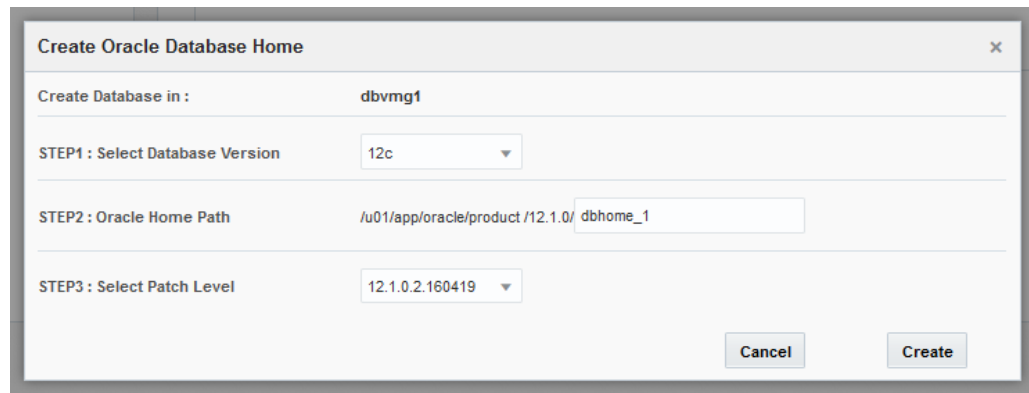 Create Oracle Database Home ×
Create Database in : dbvmg1
STEP1 : Select Database Version 12c
STEP2 : Oracle Home Path /u01/app/oracle/product /12.1.0/ dbhome_1
STEP3 : Select Patch Level 12.1.0.2.160419
Cancel Create